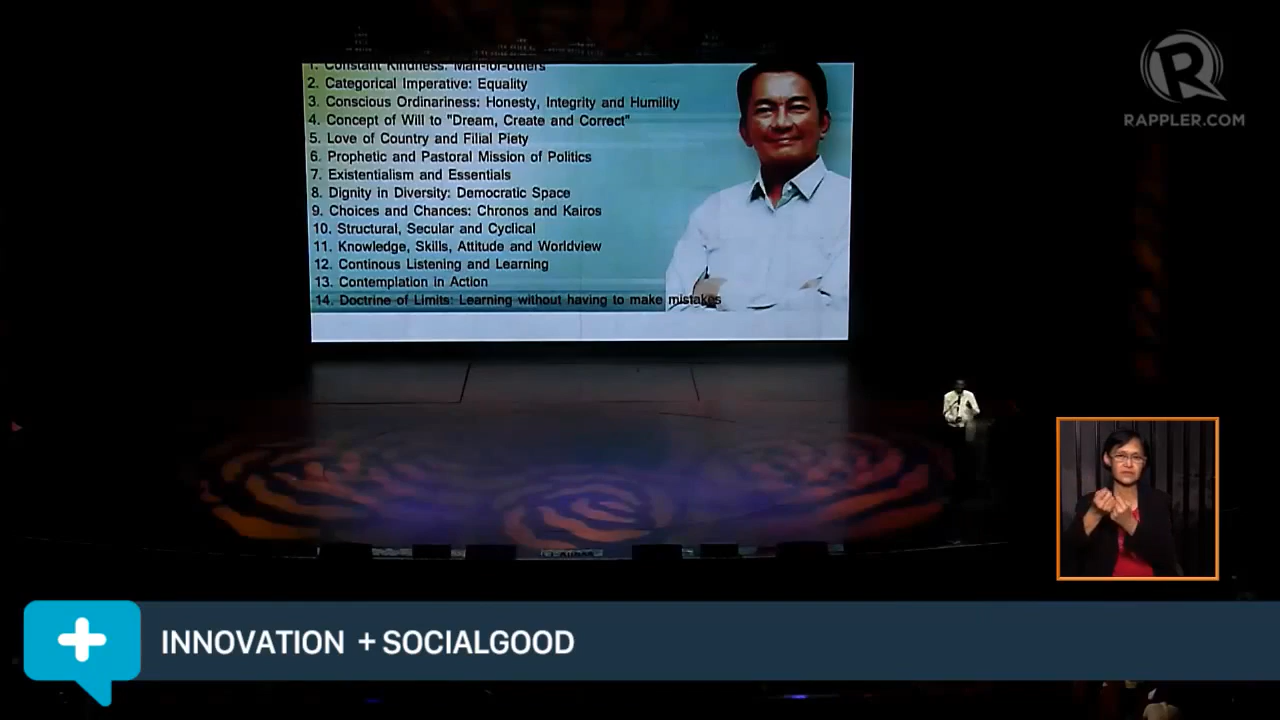 1. Constant Kindness: Man-for-others
2. Categorical Imperative: Equality
3. Conscious Ordinariness: Honesty, Integrity and Humility
4. Concept of Will to "Dream, Create and Correct"
5. Love of Country and Filial Piety
6. Prophetic and Pastoral Mission of Politics
7. Existentialism and Essentials
8. Dignity in Diversity: Democratic Space
9. Choices and Chances: Chronos and Kairos
10. Structural, Secular and Cyclical
11. Knowledge, Skills, Attitude and Worldview
12. Continous Listening and Learning
13. Contemplation in Action
14. Doctrine of Limits: Learning without having to make mistakes
R
RAPPLER.COM
INNOVATION + SOCIALGOOD